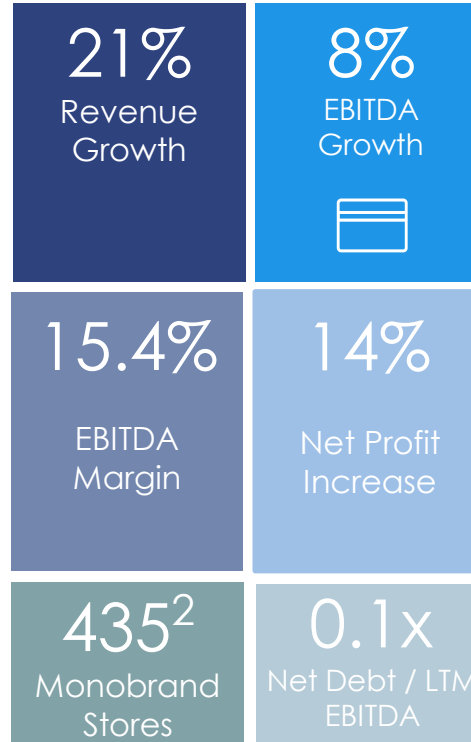 21%
Revenue
Growth
8%
EBITDA
Growth
15.4%
EBITDA
Margin
14%
Net Profit
Increase
435²
Monobrand
Stores
0.1x
Net Debt / LTM
EBITDA